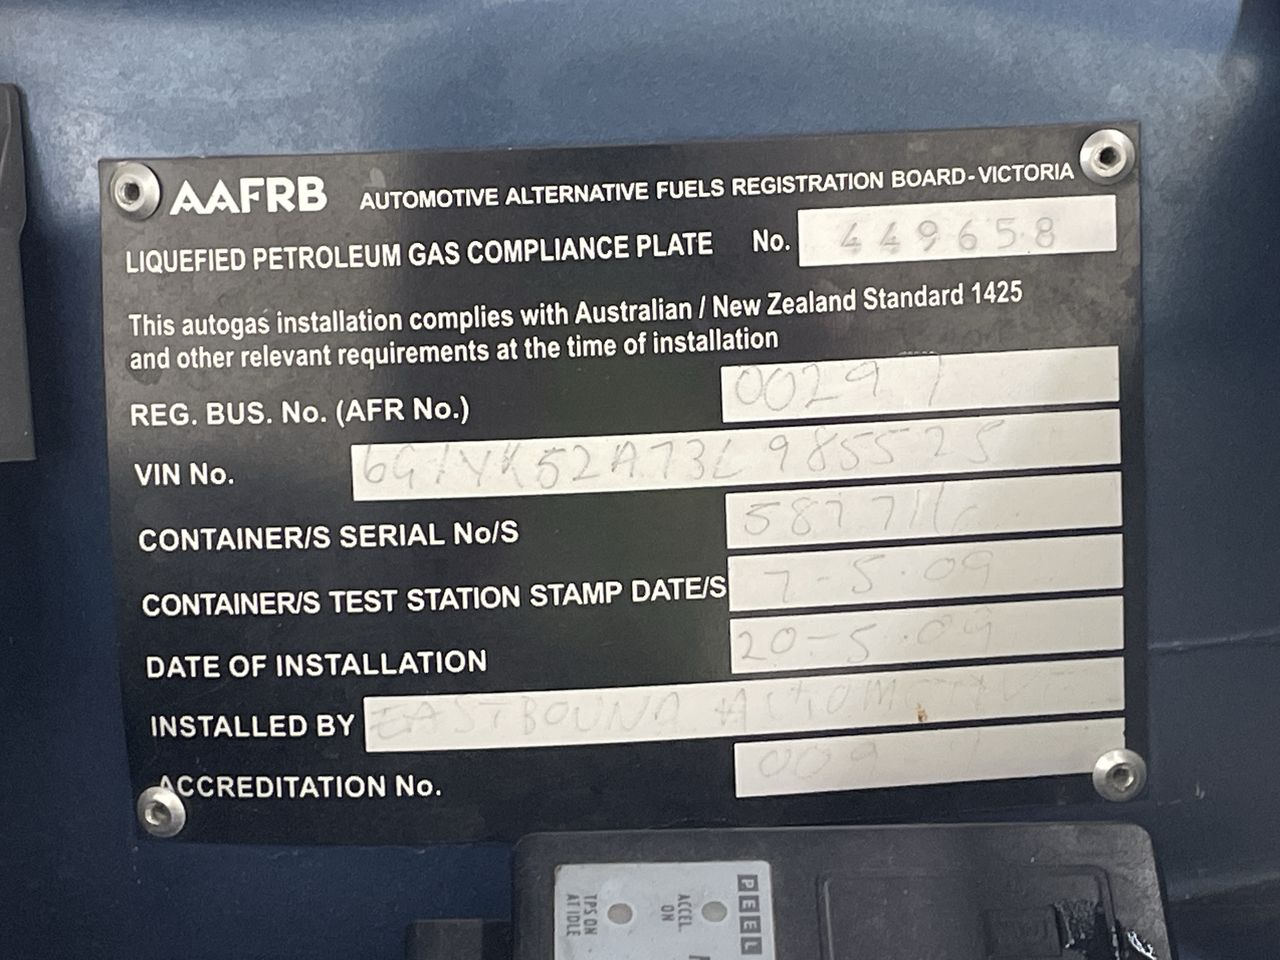 AAFRB AUTOMOTIVE ALTERNATIVE FUELS REGISTRATION BOARD-VICTORIA
LIQUEFIED PETROLEUM GAS COMPLIANCE PLATE No. 449658
This autogas installation complies with Australian / New Zealand Standard 1425
and other relevant requirements at the time of installation
REG. BUS. No. (AFR No.) 00291
VIN No. 6G1YK52A73L985525
CONTAINER/S SERIAL No/S
CONTAINER/S TEST STATION STAMP DATE/S 7-5.09
DATE OF INSTALLATION 20-5.09
INSTALLED BY EASTBOUND AUTOMOTIVE
ACCREDITATION No.
PEEL
ACCEL.
ON
TPS ON
AT IDLE